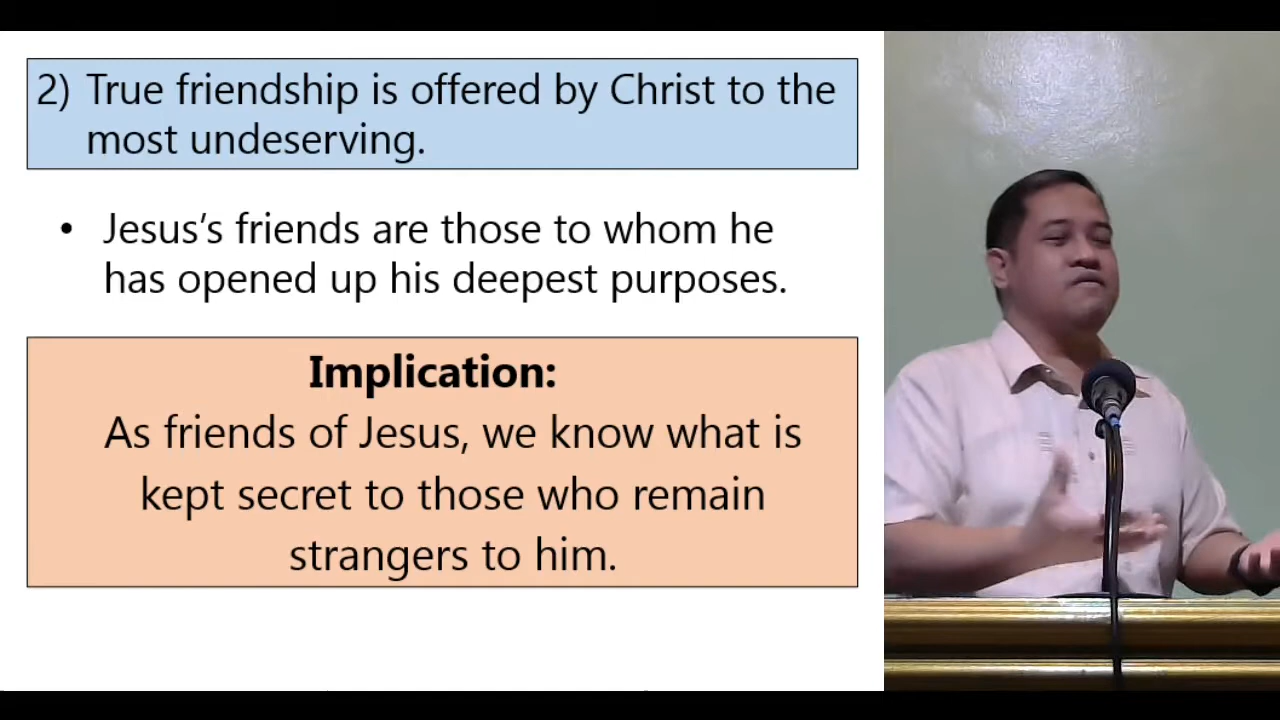 2) True friendship is offered by Christ to the
most undeserving.
• Jesus’s friends are those to whom he
has opened up his deepest purposes.
Implication:
As friends of Jesus, we know what is
kept secret to those who remain
strangers to him.